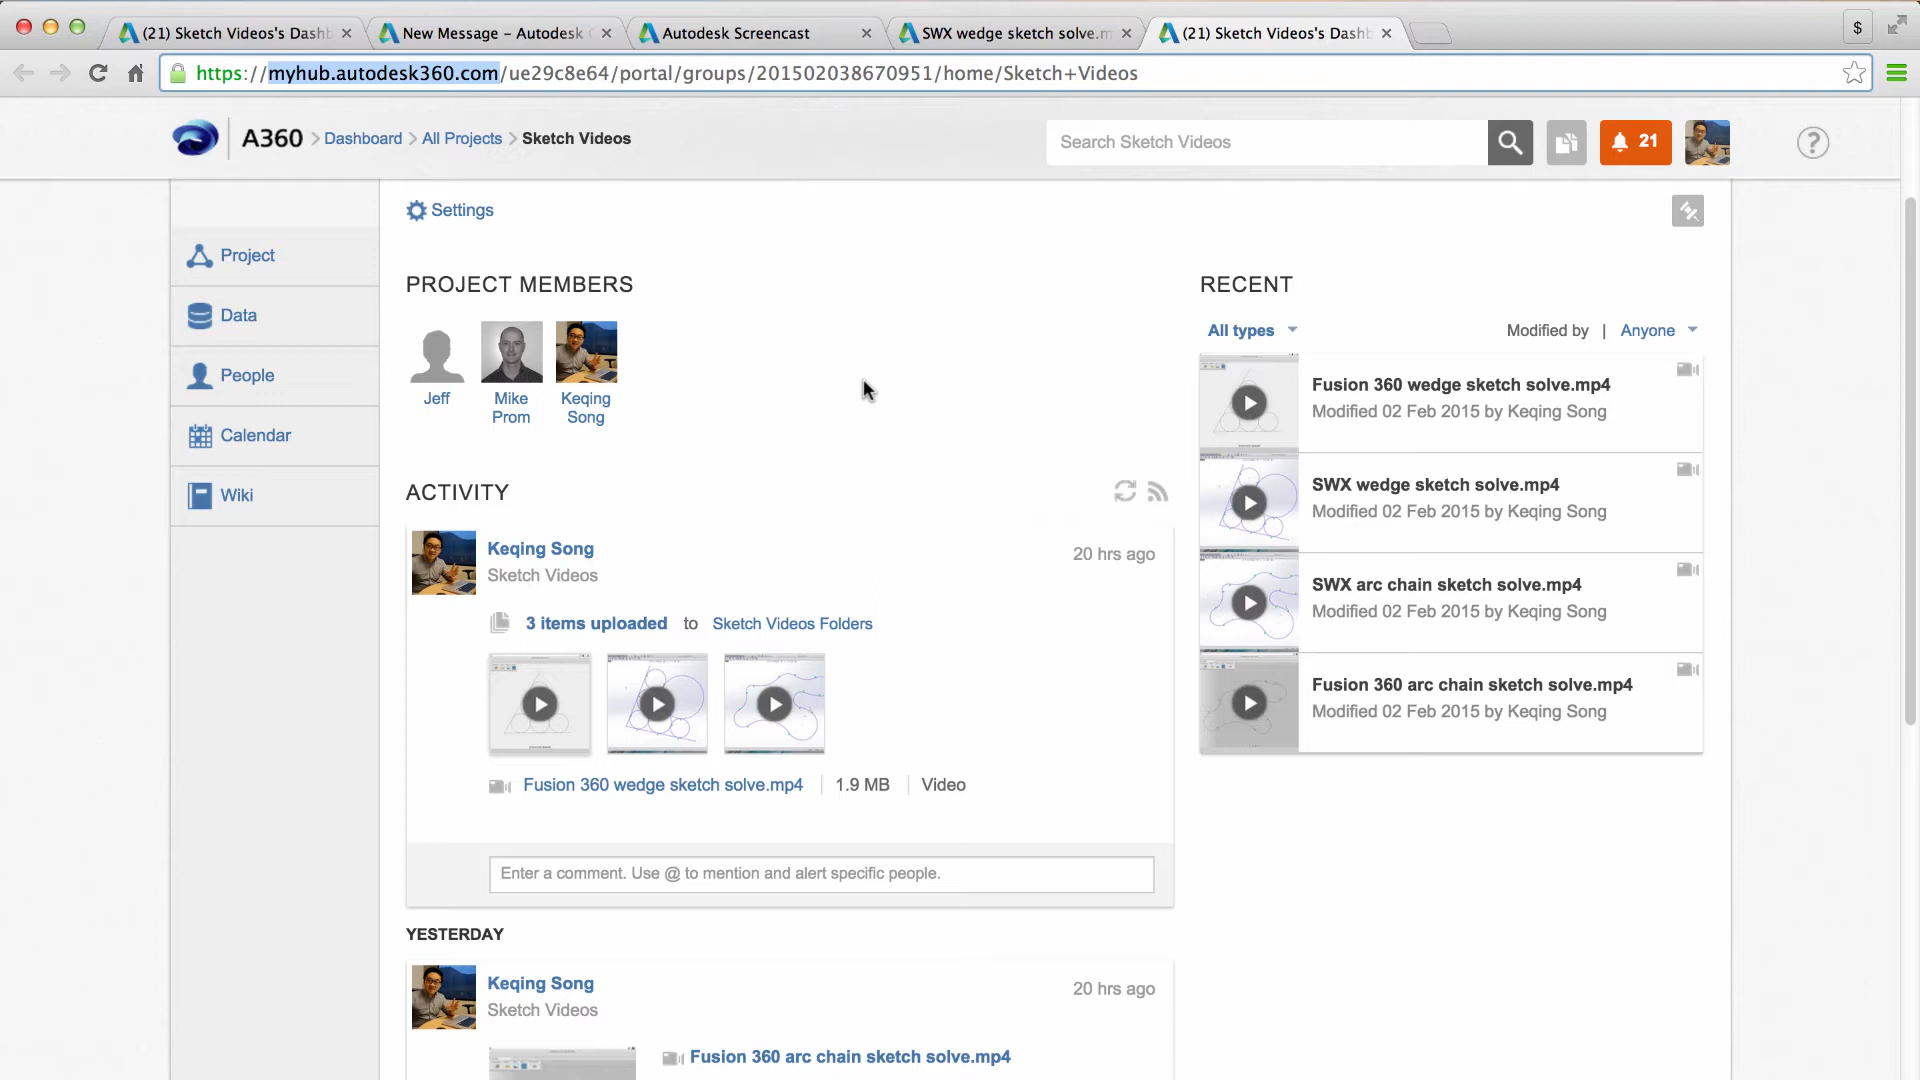 (21) Sketch Videos's Dashb
New Message – Autodesk
Autodesk Screencast
SWX wedge sketch solve.m
(21) Sketch Videos's Dashb
$
https://myhub.autodesk360.com/ue29c8e64/portal/groups/201502038670951/home/Sketch+Videos
A360 > Dashboard > All Projects > Sketch Videos
Search Sketch Videos
21
?
Settings
Project
Data
People
Calendar
Wiki
PROJECT MEMBERS
Jeff
Mike
Prom
Keqing
Song
ACTIVITY
Keqing Song
20 hrs ago
Sketch Videos
3 items uploaded to Sketch Videos Folders
Fusion 360 wedge sketch solve.mp4 | 1.9 MB | Video
Enter a comment. Use @ to mention and alert specific people.
YESTERDAY
Keqing Song
20 hrs ago
Sketch Videos
Fusion 360 arc chain sketch solve.mp4
RECENT
All types
Modified by | Anyone
Fusion 360 wedge sketch solve.mp4
Modified 02 Feb 2015 by Keqing Song
SWX wedge sketch solve.mp4
Modified 02 Feb 2015 by Keqing Song
SWX arc chain sketch solve.mp4
Modified 02 Feb 2015 by Keqing Song
Fusion 360 arc chain sketch solve.mp4
Modified 02 Feb 2015 by Keqing Song